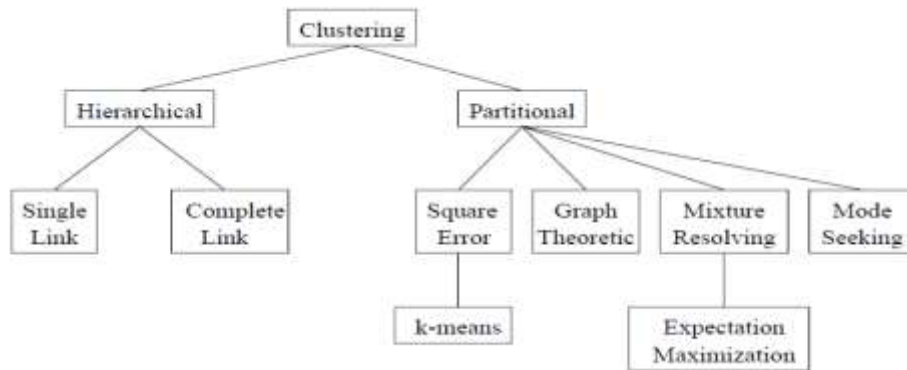 Clustering
Hierarchical
Partitional
Single
Link
Complete
Link
Square
Error
Graph
Theoretic
Mixture
Resolving
Mode
Seeking
k-means
Expectation
Maximization